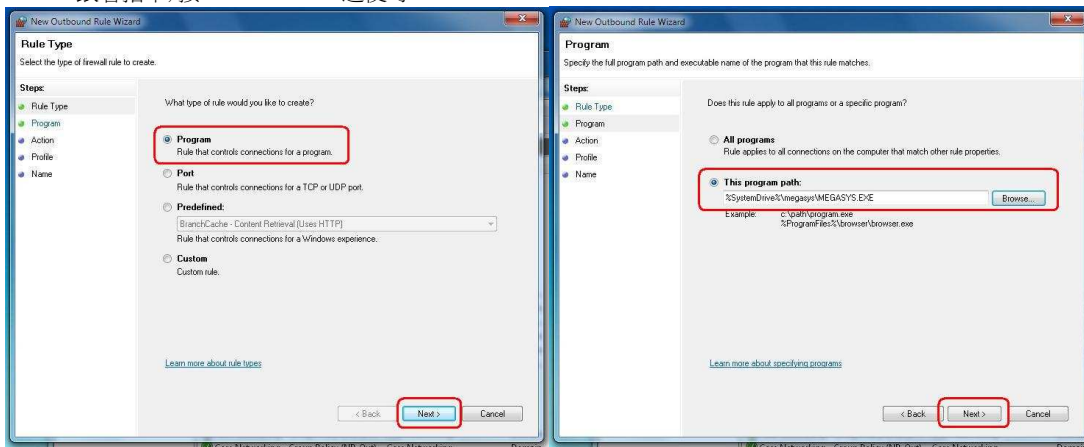 New Outbound Rule Wizard
Rule Type
Select the type of firewall rule to create.
Steps:
Rule Type
Program
Action
Profile
Name
What type of rule would you like to create?
Program
Rule that controls connections for a program.
Port
Rule that controls connections for a TCP or UDP port.
Predefined:
BranchCache - Content Retrieval (Uses HTTP)
Rule that controls connections for a Windows experience.
Custom
Custom rule.
Learn more about rule types
< Back
Next >
Cancel
New Outbound Rule Wizard
Program
Specify the full program path and executable name of the program that this rule matches.
Steps:
Rule Type
Program
Action
Profile
Name
Does this rule apply to all programs or a specific program?
All programs
Rule applies to all connections on the computer that match other rule properties.
This program path:
%SystemDrive%\megasys\MEGASYS.EXE
Browse...
Example: c:\path\program.exe
%ProgramFiles%\browser\browser.exe
Learn more about specifying programs
< Back
Next >
Cancel